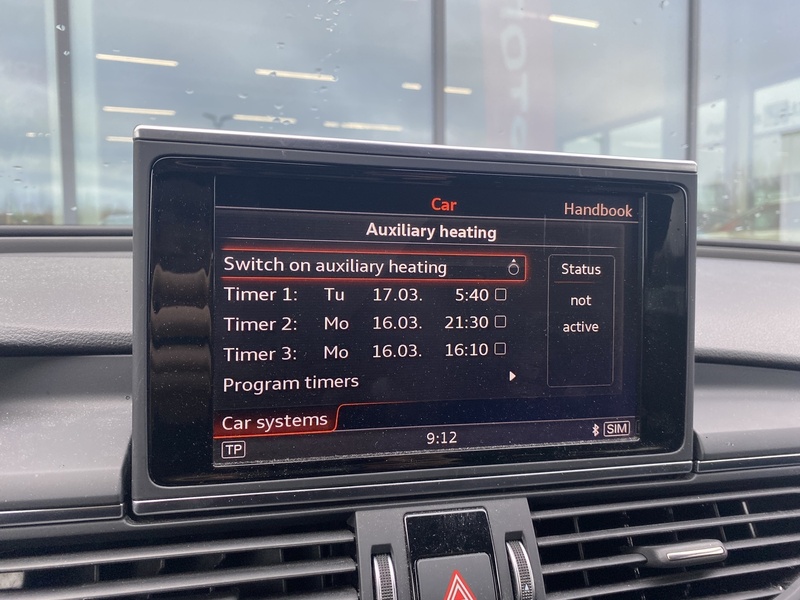 Car
Handbook
Auxiliary heating
Switch on auxiliary heating
Timer 1: Tu 17.03. 5:40
Timer 2: Mo 16.03. 21:30
Timer 3: Mo 16.03. 16:10
Program timers
Status
not
active
Car systems
TP
9:12
SIM